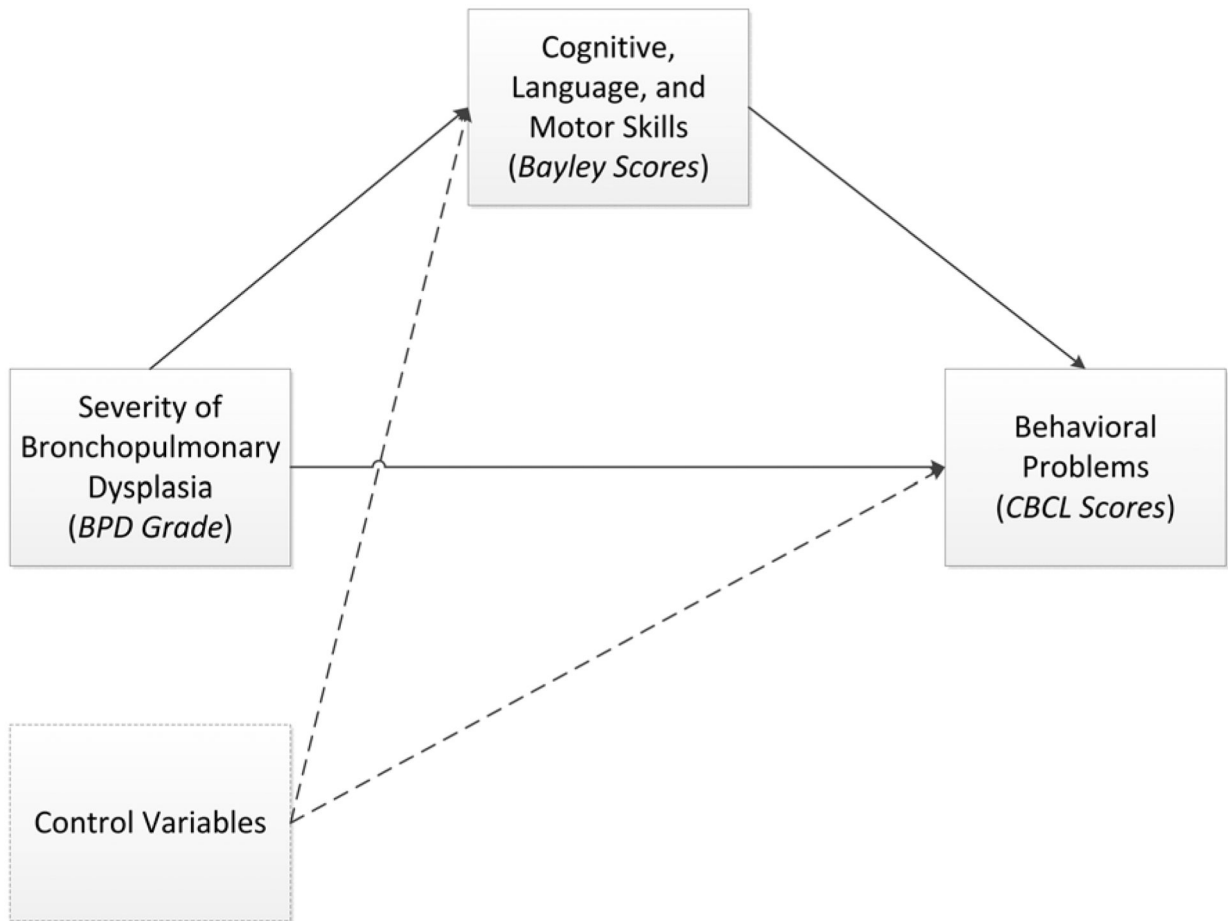 Cognitive,
Language, and
Motor Skills
(Bayley Scores)
Severity of
Bronchopulmonary
Dysplasia
(BPD Grade)
Behavioral
Problems
(CBCL Scores)
Control Variables